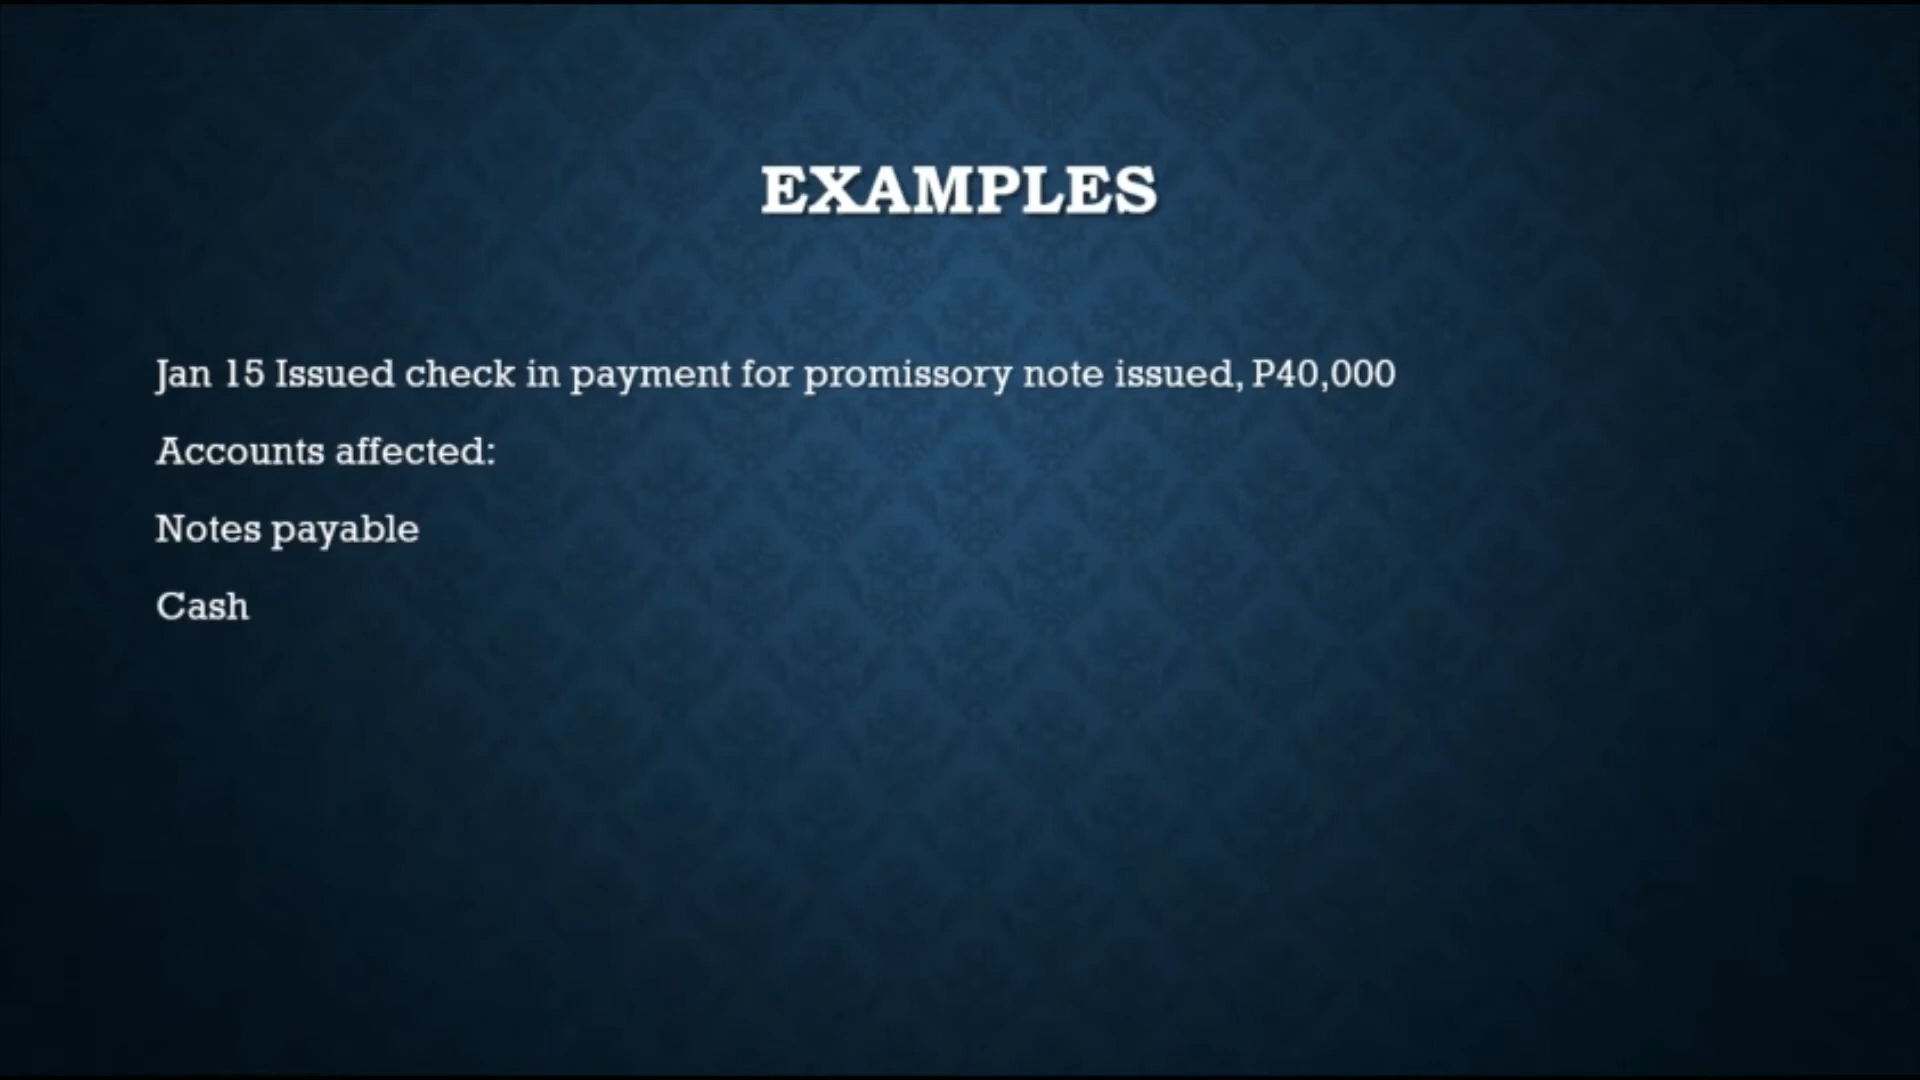 EXAMPLES
Jan 15 Issued check in payment for promissory note issued, P40,000
Accounts affected:
Notes payable
Cash